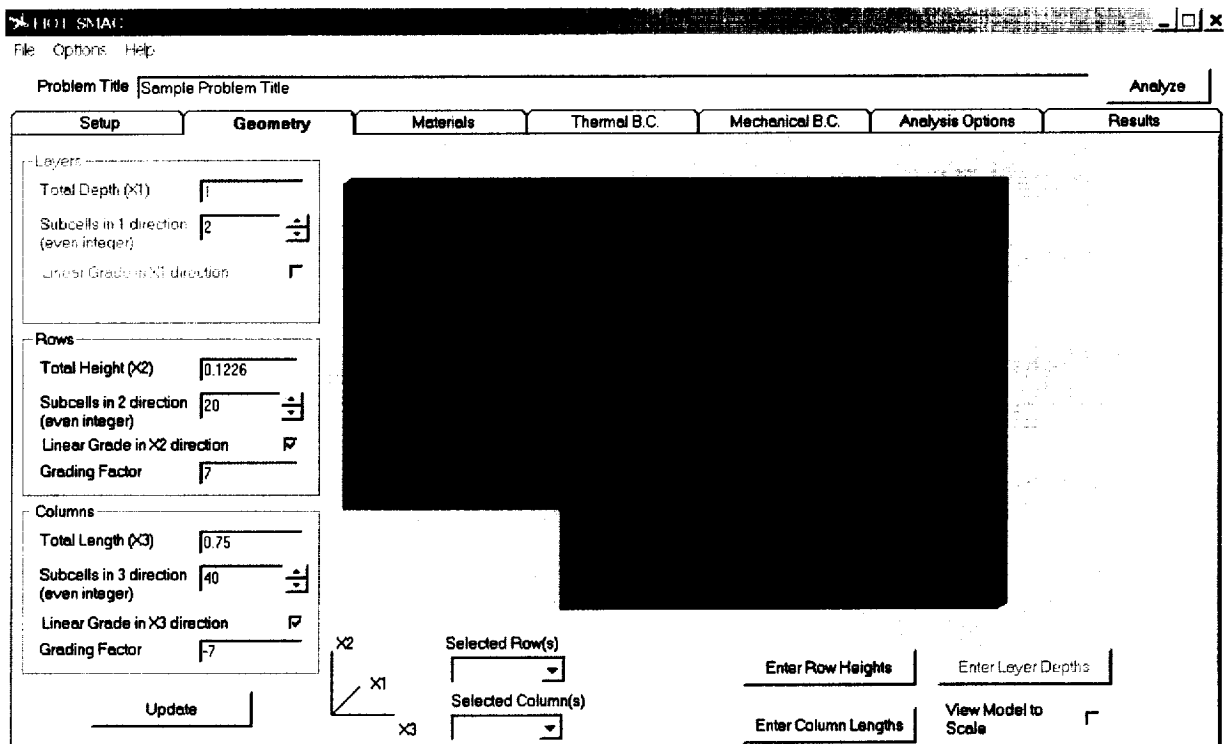 HOT SMAC
File Options Help
Problem Title Sample Problem Title Analyze
Setup Geometry Materials Thermal B.C. Mechanical B.C. Analysis Options Results
Layers
Total Depth (X1) 1
Subcells in 1 direction 2
(even integer)
Linear Grade in X1 direction
Rows
Total Height (X2) 0.1226
Subcells in 2 direction 20
(even integer)
Linear Grade in X2 direction
Grading Factor 7
Columns
Total Length (X3) 0.75
Subcells in 3 direction 40
(even integer)
Linear Grade in X3 direction
Grading Factor -7
Update
X2
X1
X3
Selected Row(s)
Selected Column(s)
Enter Row Heights
Enter Layer Depths
Enter Column Lengths
View Model to
Scale